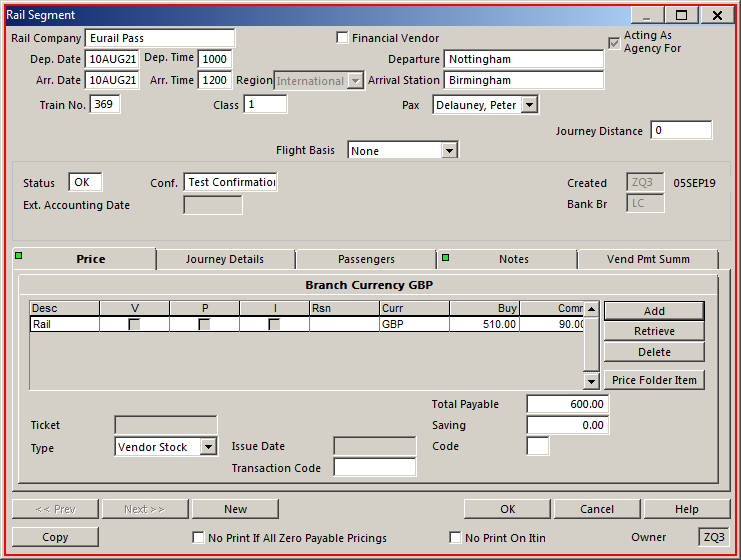 Rail Segment
Rail Company Eurail Pass Financial Vendor Acting As Agency For
Dep. Date 10AUG21 Dep. Time 1000 Departure Nottingham
Arr. Date 10AUG21 Arr. Time 1200 Region International Arrival Station Birmingham
Train No. 369 Class 1 Pax Delauney, Peter
Journey Distance 0
Flight Basis None
Status OK Conf. Test Confirmation Created ZQ3 05SEP19
Ext. Accounting Date Bank Br LC
Price Journey Details Passengers Notes Vend Pmt Summ
Branch Currency GBP
Desc V P I Rsn Curr Buy Comm Add
Rail GBP 510.00 90.00 Retrieve
Delete
Price Folder Item
Total Payable 600.00
Ticket Saving 0.00
Type Vendor Stock Issue Date Code
Transaction Code
<< Prev Next >> New OK Cancel Help
Copy No Print If All Zero Payable Pricings No Print On Itin Owner ZQ3